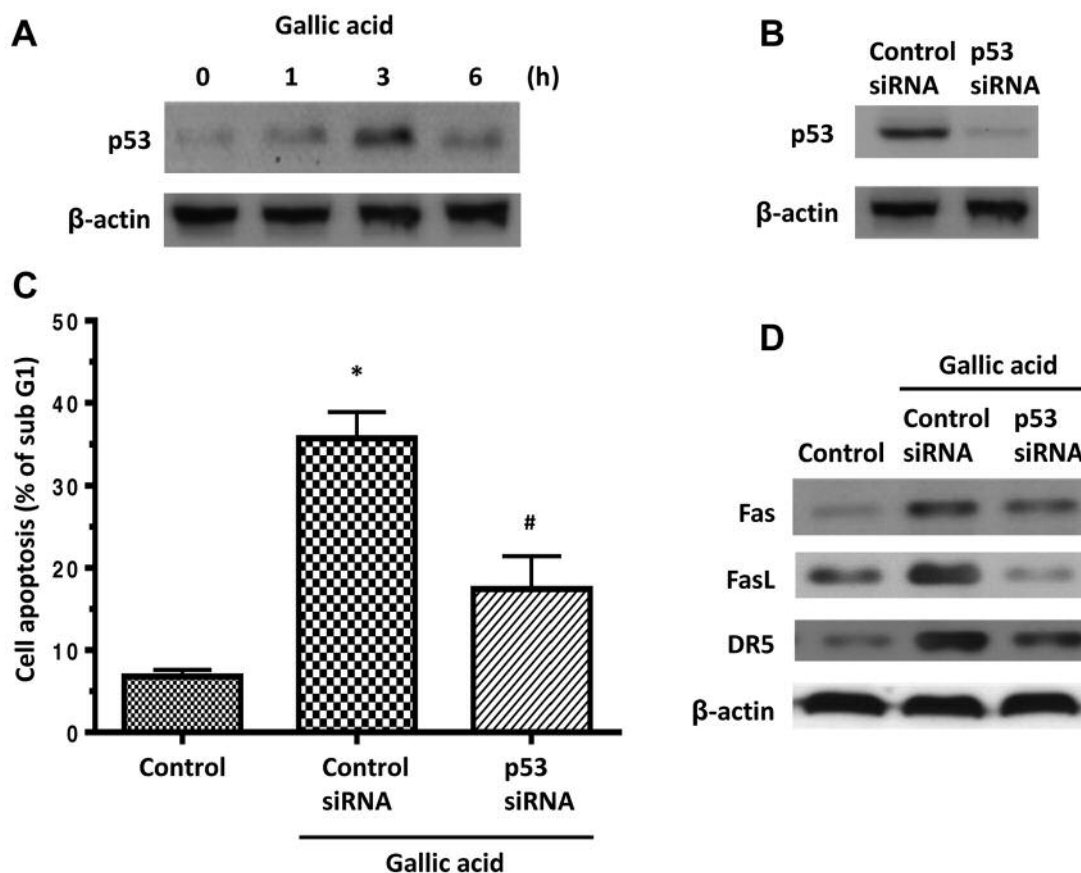 A
Gallic acid
0 1 3 6 (h)
p53
β-actin
B
Control p53
siRNA siRNA
p53
β-actin
C
Cell apoptosis (% of sub G1)
50
40
30
20
10
0
*
#
Control
Control
siRNA
p53
siRNA
Gallic acid
D
Gallic acid
Control
Control
siRNA
p53
siRNA
Fas
FasL
DR5
β-actin